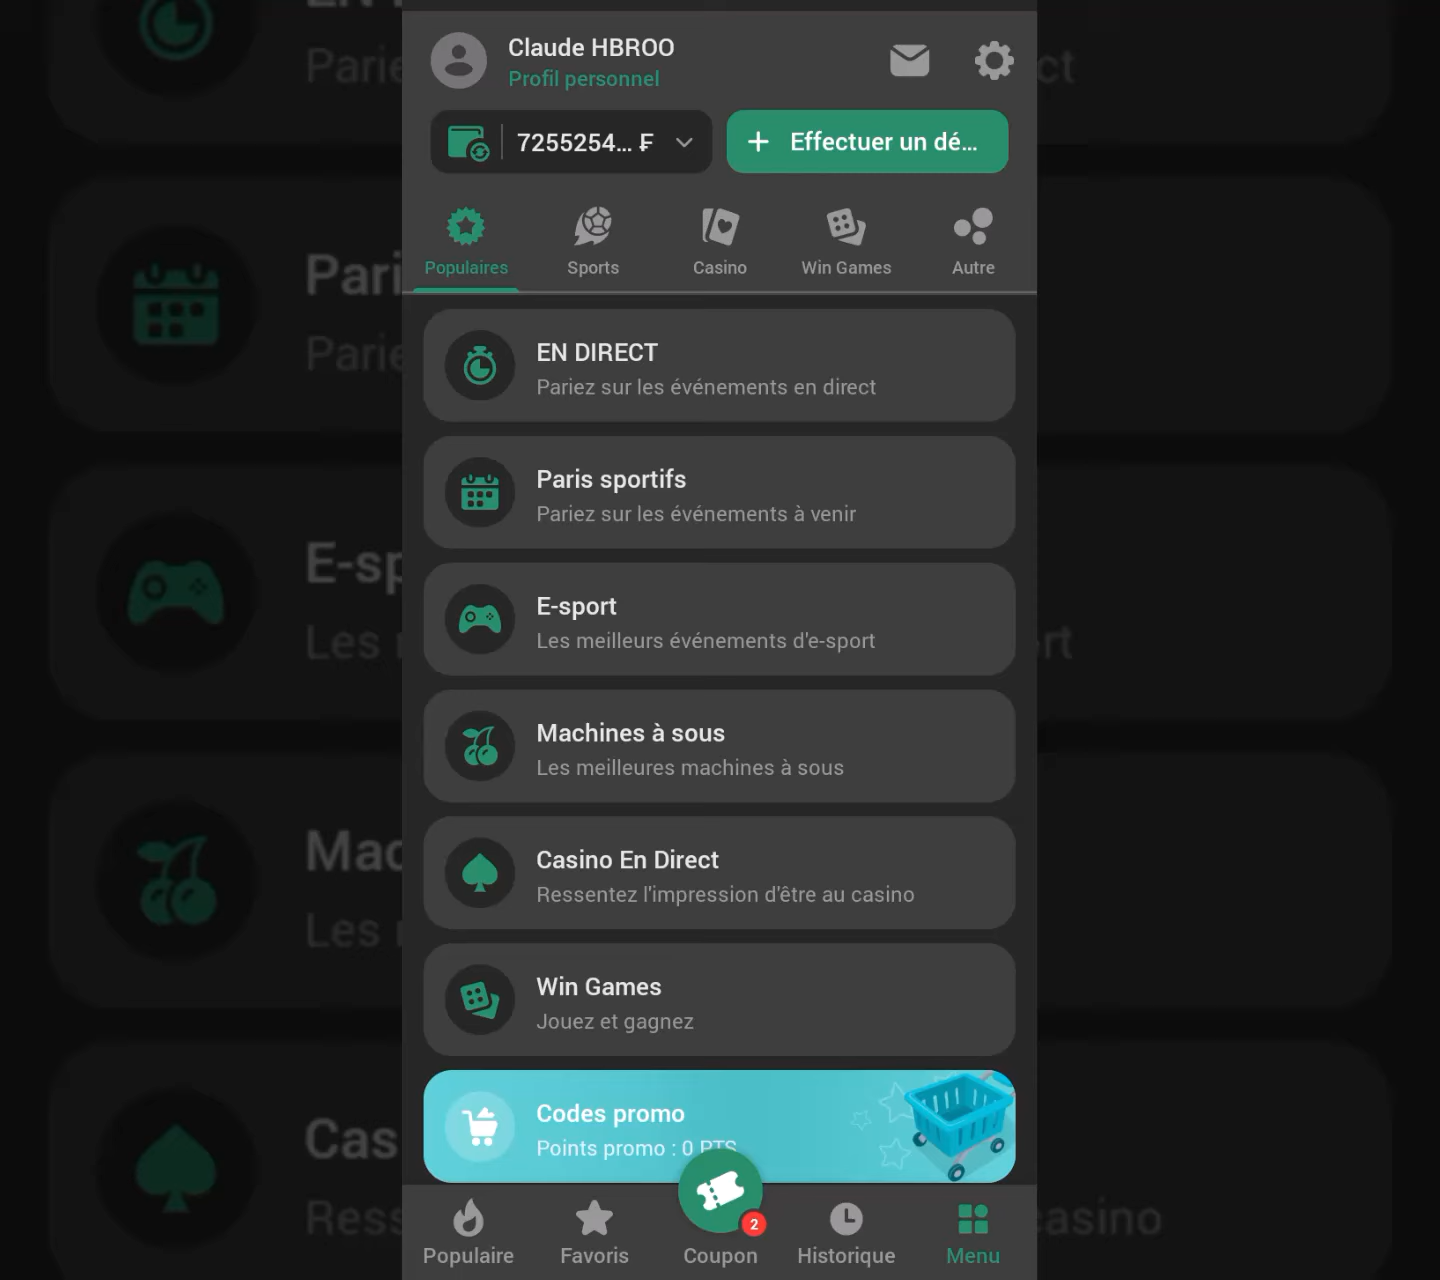 Claude HBROO
Profil personnel
7255254... ₣
Effectuer un dé...
Populaires
Sports
Casino
Win Games
Autre
EN DIRECT
Pariez sur les événements en direct
Paris sportifs
Pariez sur les événements à venir
E-sport
Les meilleurs événements d'e-sport
Machines à sous
Les meilleures machines à sous
Casino En Direct
Ressentez l'impression d'être au casino
Win Games
Jouez et gagnez
Codes promo
Points promo : 0 PTS
2
Populaire
Favoris
Coupon
Historique
Menu